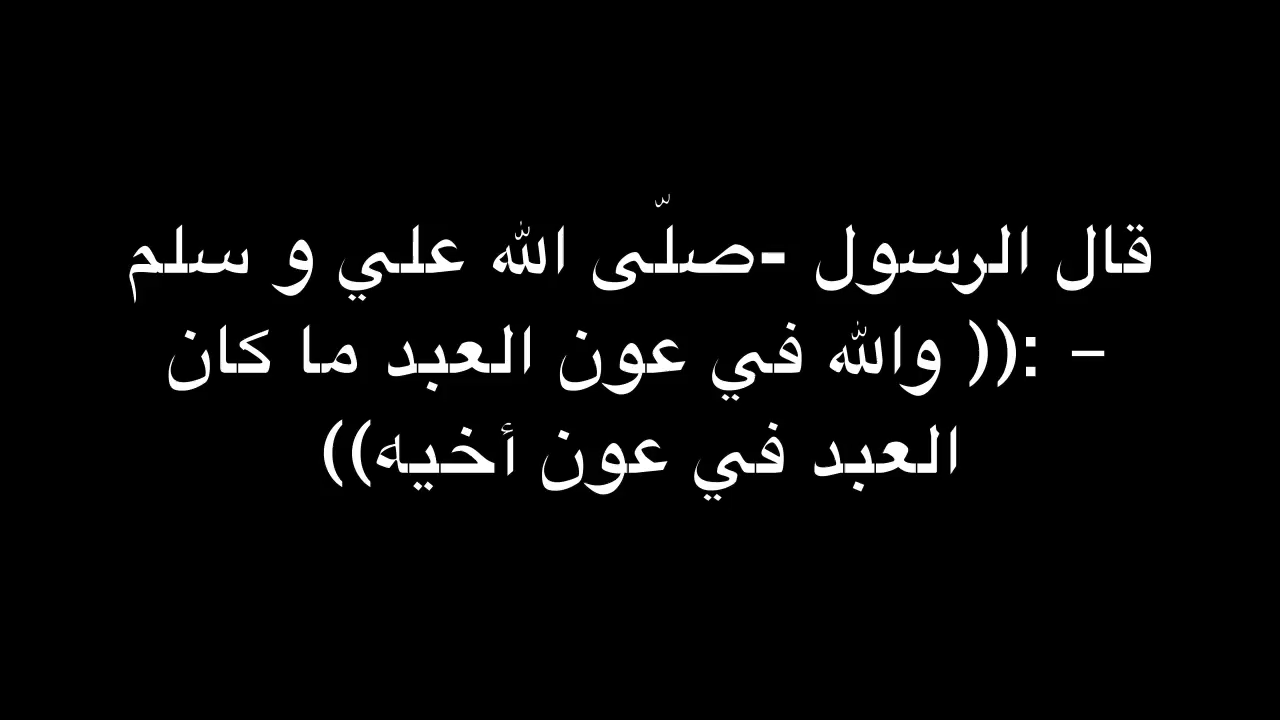 قال الرسول -صلّى الله علي و سلم
– :(( والله في عون العبد ما كان
العبد في عون أخيه))